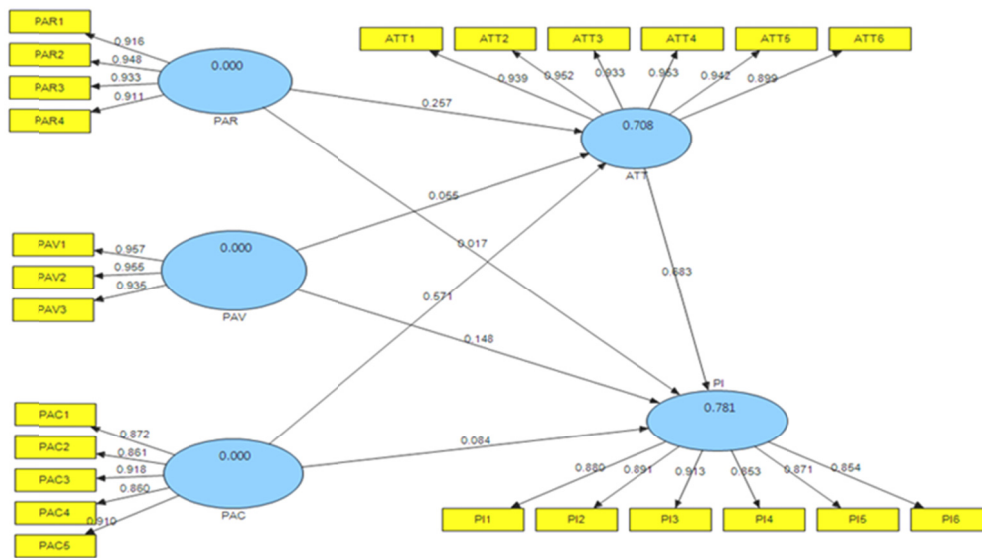 PAR1
PAR2
PAR3
PAR4
0.916
0.948
0.933
0.911
0.000
PAR
ATT1
ATT2
ATT3
ATT4
ATT5
ATT6
0.939
0.952
0.933
0.953
0.942
0.899
0.708
ATT
0.257
0.055
0.017
0.571
0.683
PAV1
PAV2
PAV3
0.957
0.955
0.935
0.000
PAV
0.148
PAC1
PAC2
PAC3
PAC4
PAC5
0.872
0.861
0.918
0.860
0.910
0.000
PAC
0.084
PI
0.781
0.880
0.891
0.913
0.853
0.871
0.854
PI1
PI2
PI3
PI4
PI5
PI6